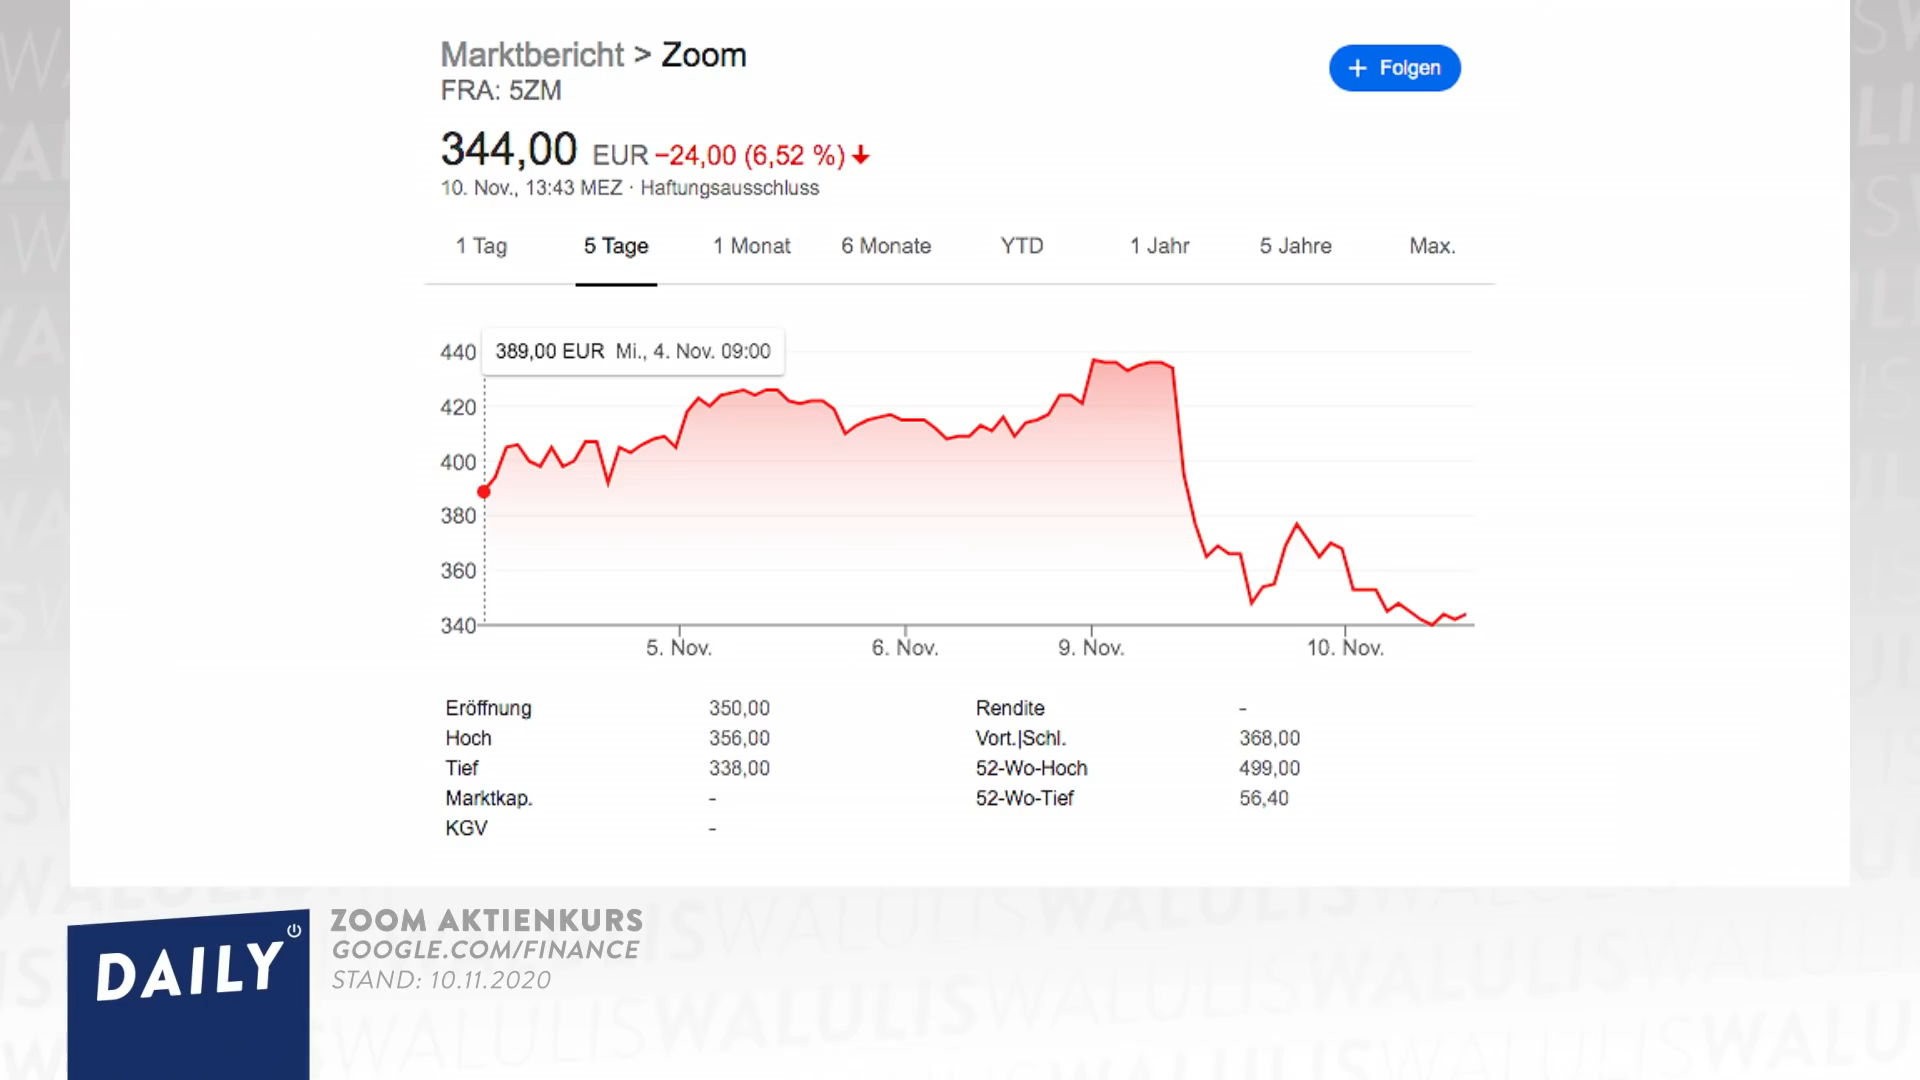 Marktbericht > Zoom
FRA: 5ZM
+ Folgen
344,00 EUR −24,00 (6,52 %)
10. Nov., 13:43 MEZ · Haftungsausschluss
1 Tag 5 Tage 1 Monat 6 Monate YTD 1 Jahr 5 Jahre Max.
389,00 EUR Mi., 4. Nov. 09:00
440
420
400
380
360
340
5. Nov. 6. Nov. 9. Nov. 10. Nov.
Eröffnung 350,00 Rendite -
Hoch 356,00 Vort.|Schl. 368,00
Tief 338,00 52-Wo-Hoch 499,00
Marktkap. - 52-Wo-Tief 56,40
KGV -
DAILY
ZOOM AKTIENKURS
GOOGLE.COM/FINANCE
STAND: 10.11.2020
WALULISWALULISWALULISWALULIS